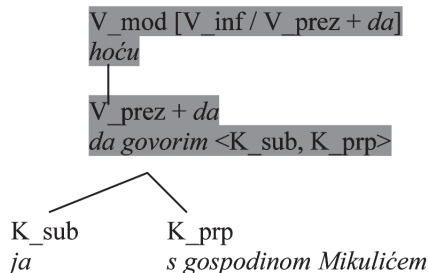 V_mod [V_inf / V_prez + da]
hoću
V_prez + da
da govorim <K_sub, K_prp>
K_sub K_prp
ja s gospodinom Mikulićem